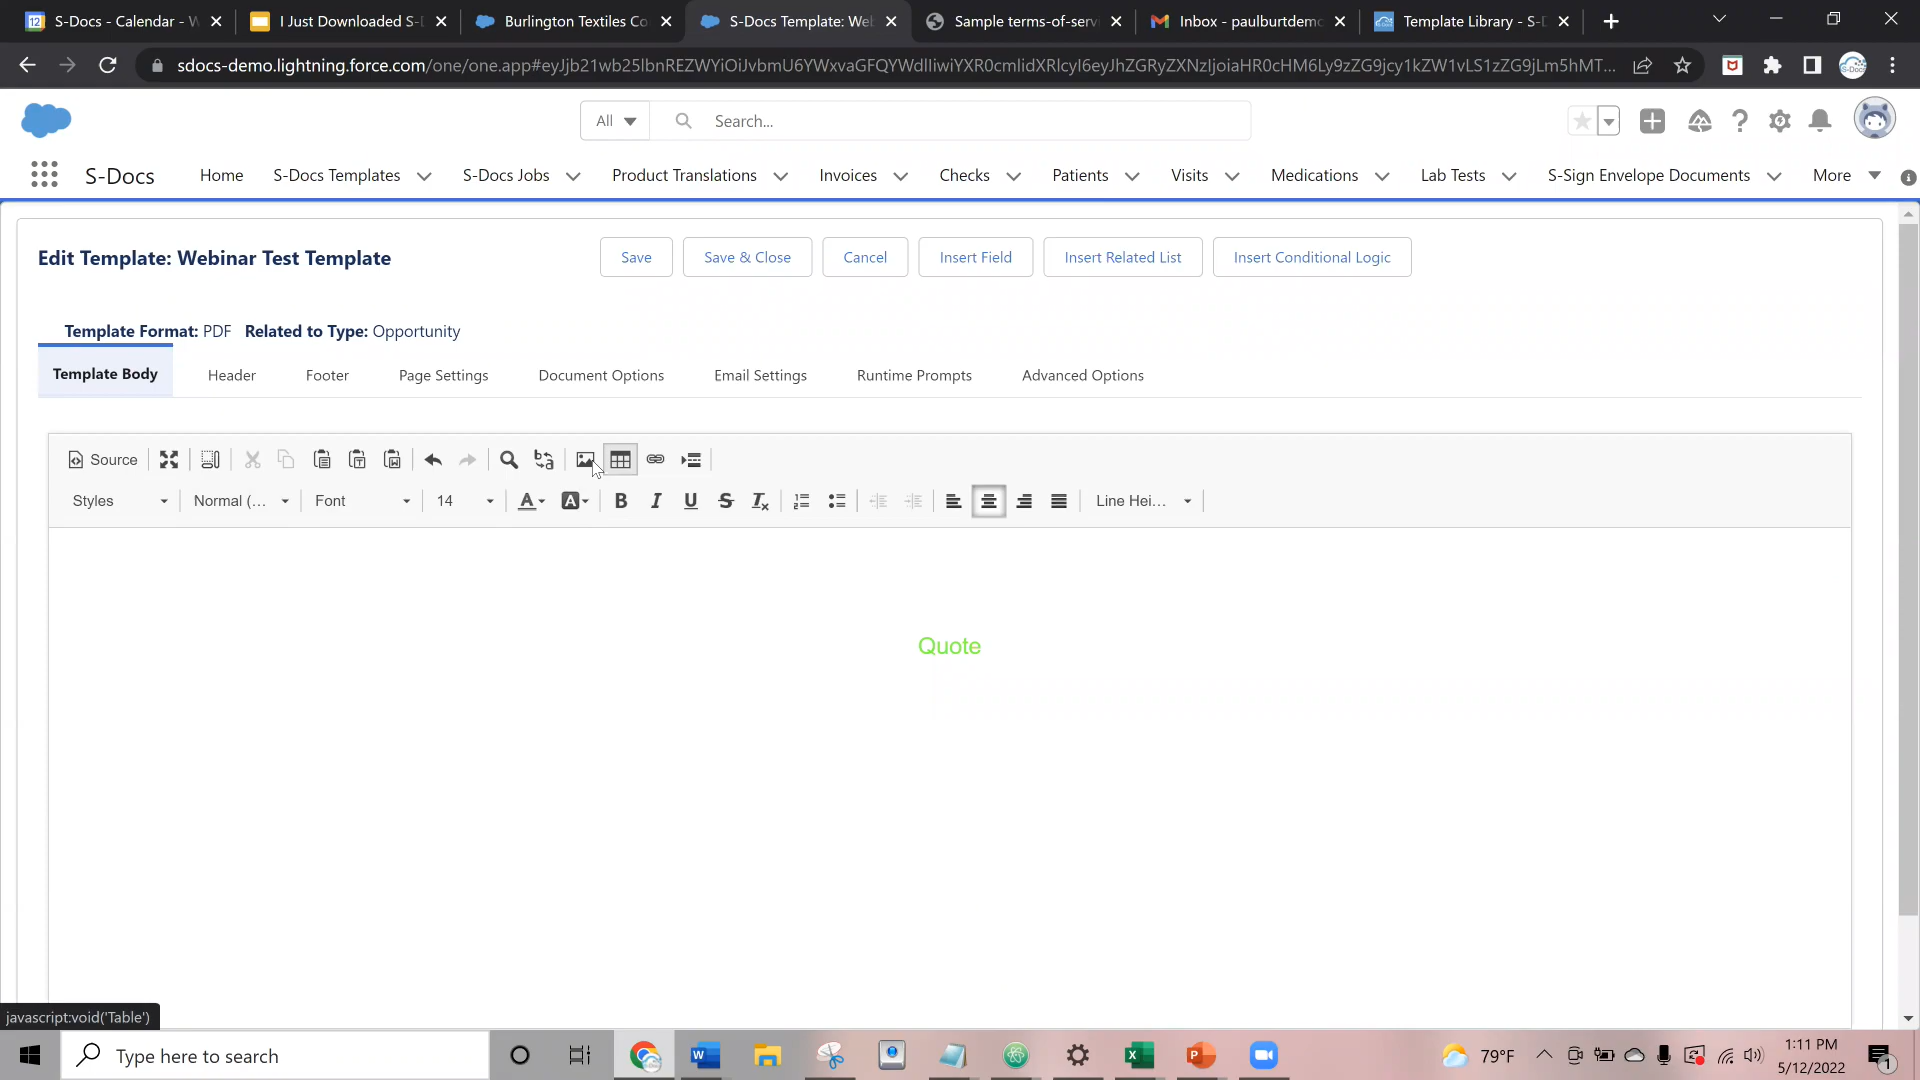 S-Docs - Calendar - W
I Just Downloaded S-D
Burlington Textiles Co
S-Docs Template: Web
Sample terms-of-servi
Inbox - paulburtdemo
Template Library - S-D
sdocs-demo.lightning.force.com/one/one.app#
All
Search...
S-Docs
Home
S-Docs Templates
S-Docs Jobs
Product Translations
Invoices
Checks
Patients
Visits
Medications
Lab Tests
S-Sign Envelope Documents
More
Edit Template: Webinar Test Template
Save
Save & Close
Cancel
Insert Field
Insert Related List
Insert Conditional Logic
Template Format: PDF Related to Type: Opportunity
Template Body
Header
Footer
Page Settings
Document Options
Email Settings
Runtime Prompts
Advanced Options
Source
Styles
Normal (...
Font
14
Line Hei...
Quote
javascript:void('Table')
Type here to search
79°F
1:11 PM
5/12/2022
1